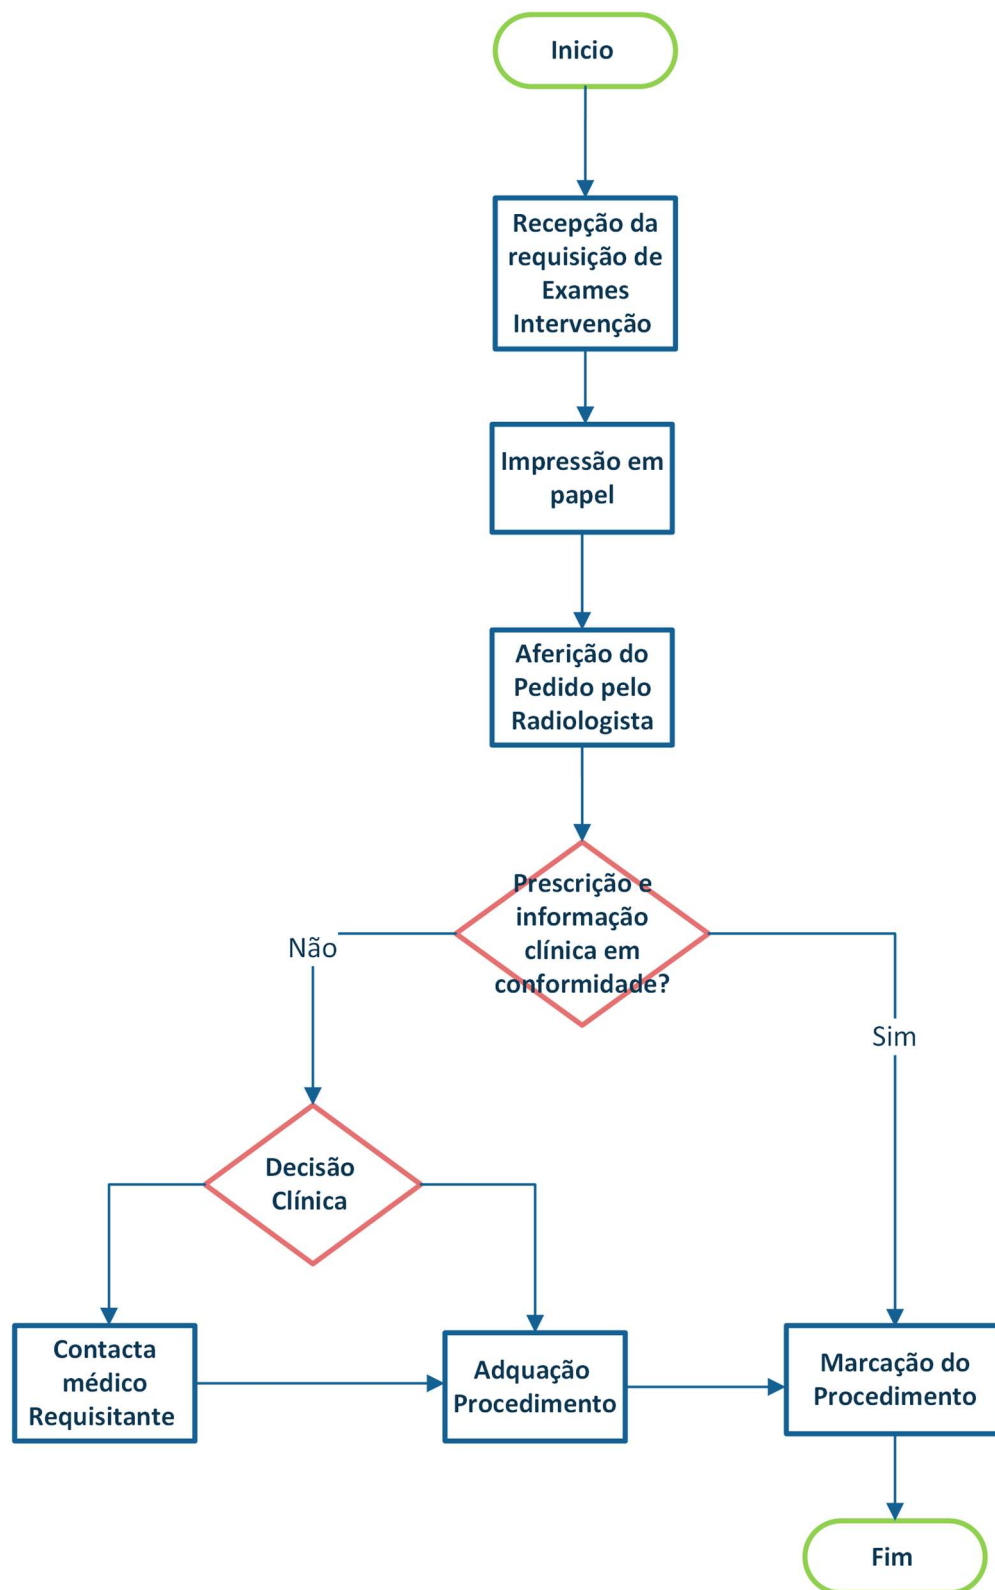 Inicio
Recepção da
requisição de
Exames
Intervenção
Impressão em
papel
Aferição do
Pedido pelo
Radiologista
Prescrição e
informação
clínica em
conformidade?
Não
Sim
Decisão
Clínica
Contacta
médico
Requisitante
Adquação
Procedimento
Marcação do
Procedimento
Fim